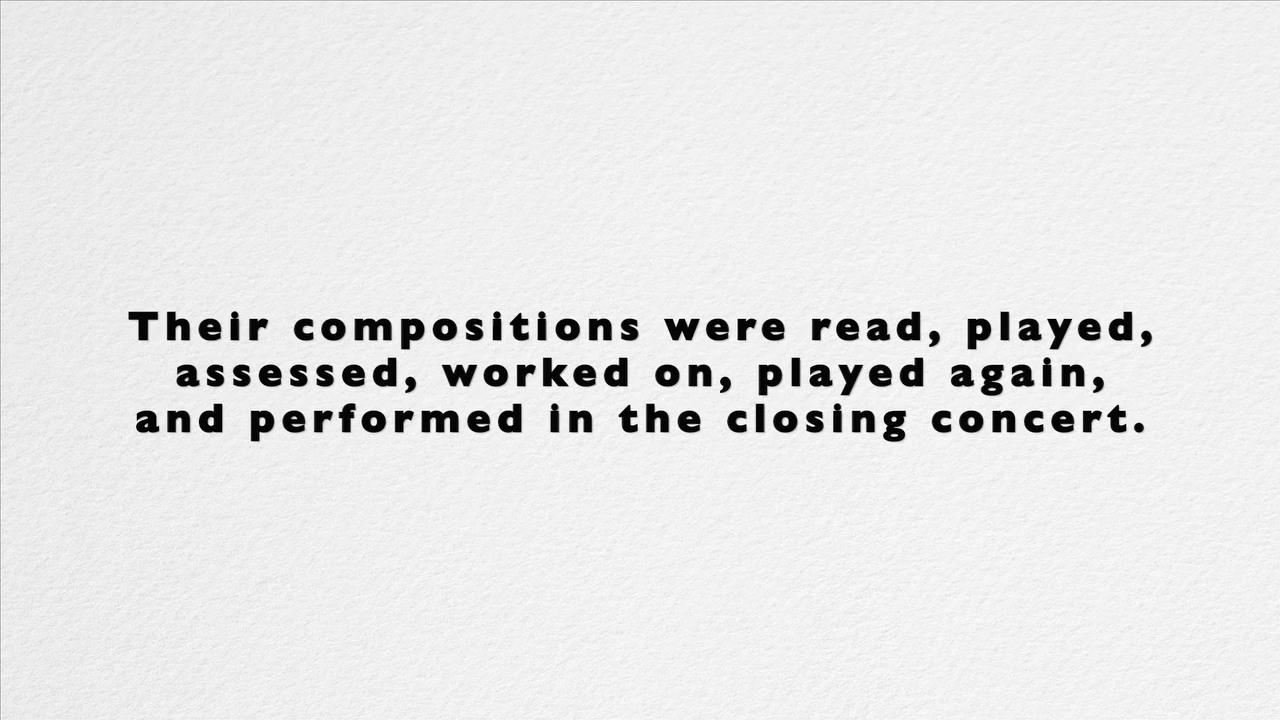 Their compositions were read, played,
assessed, worked on, played again,
and performed in the closing concert.